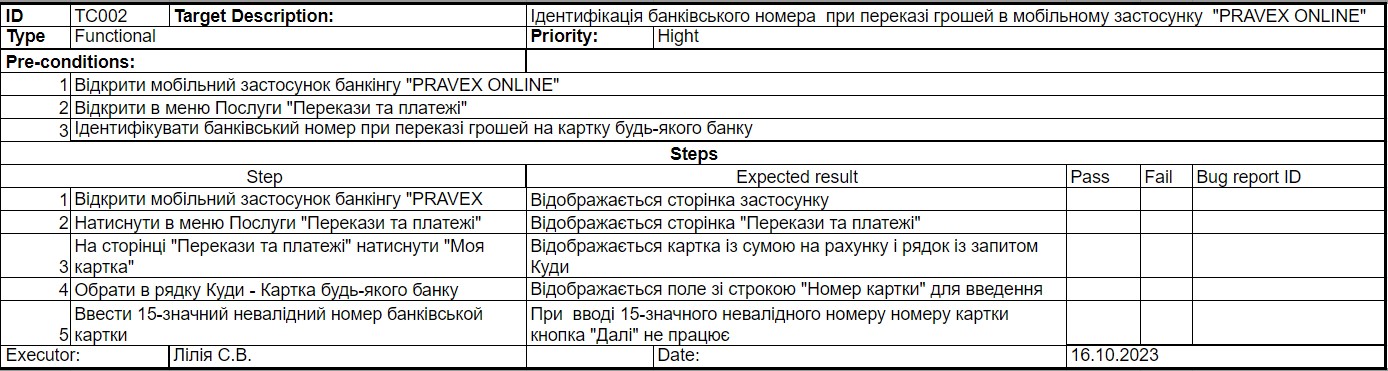 ID TC002 Target Description: Ідентифікація банківського номера при переказі грошей в мобільному застосунку "PRAVEX ONLINE"
Type Functional Priority: Hight
Pre-conditions:
1 Відкрити мобільний застосунок банкінгу "PRAVEX ONLINE"
2 Відкрити в меню Послуги "Перекази та платежі"
3 Ідентифікувати банківський номер при переказі грошей на картку будь-якого банку
Steps
Step Expected result Pass Fail Bug report ID
1 Відкрити мобільний застосунок банкінгу "PRAVEX Відображається сторінка застосунку
2 Натиснути в меню Послуги "Перекази та платежі" Відображається сторінка "Перекази та платежі"
На сторінці "Перекази та платежі" натиснути "Моя Відображається картка із сумою на рахунку і рядок із запитом
3 картка" Куди
4 Обрати в рядку Куди - Картка будь-якого банку Відображається поле зі строкою "Номер картки" для введення
Ввести 15-значний невалідний номер банківськой При вводі 15-значного невалідного номеру номеру картки
5 картки кнопка "Далі" не працює
Executor: Лілія С.В. Date: 16.10.2023